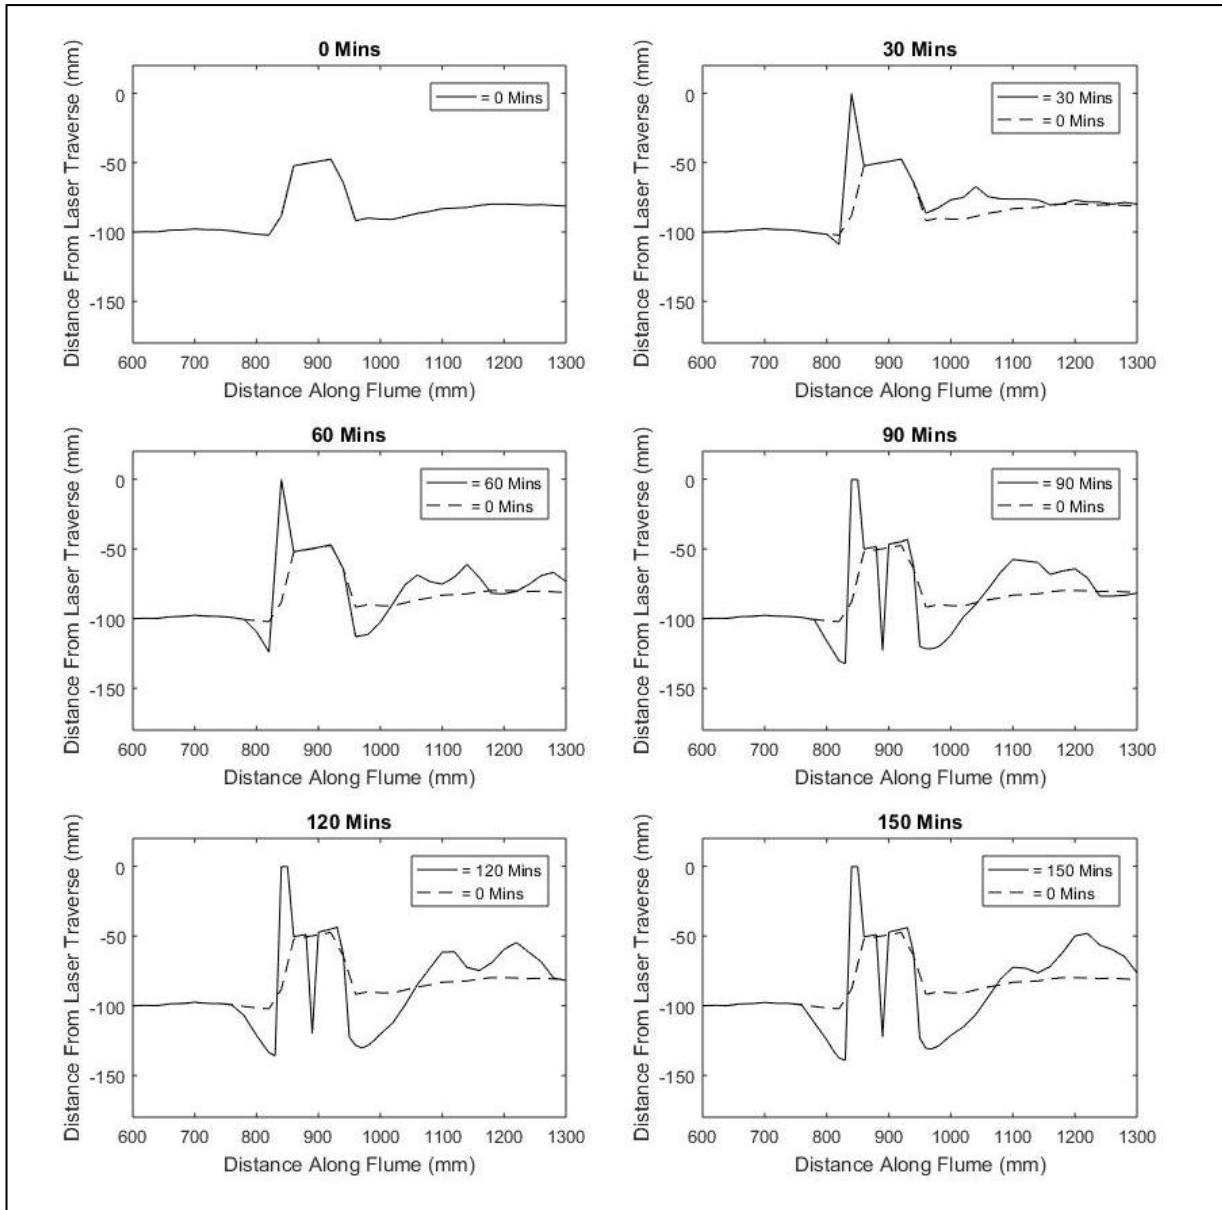 0 Mins
Distance From Laser Traverse (mm)
0
-50
-100
-150
= 0 Mins
600 700 800 900 1000 1100 1200 1300
Distance Along Flume (mm)
30 Mins
Distance From Laser Traverse (mm)
0
-50
-100
-150
= 30 Mins
= 0 Mins
600 700 800 900 1000 1100 1200 1300
Distance Along Flume (mm)
60 Mins
Distance From Laser Traverse (mm)
0
-50
-100
-150
= 60 Mins
= 0 Mins
600 700 800 900 1000 1100 1200 1300
Distance Along Flume (mm)
90 Mins
Distance From Laser Traverse (mm)
0
-50
-100
-150
= 90 Mins
= 0 Mins
600 700 800 900 1000 1100 1200 1300
Distance Along Flume (mm)
120 Mins
Distance From Laser Traverse (mm)
0
-50
-100
-150
= 120 Mins
= 0 Mins
600 700 800 900 1000 1100 1200 1300
Distance Along Flume (mm)
150 Mins
Distance From Laser Traverse (mm)
0
-50
-100
-150
= 150 Mins
= 0 Mins
600 700 800 900 1000 1100 1200 1300
Distance Along Flume (mm)